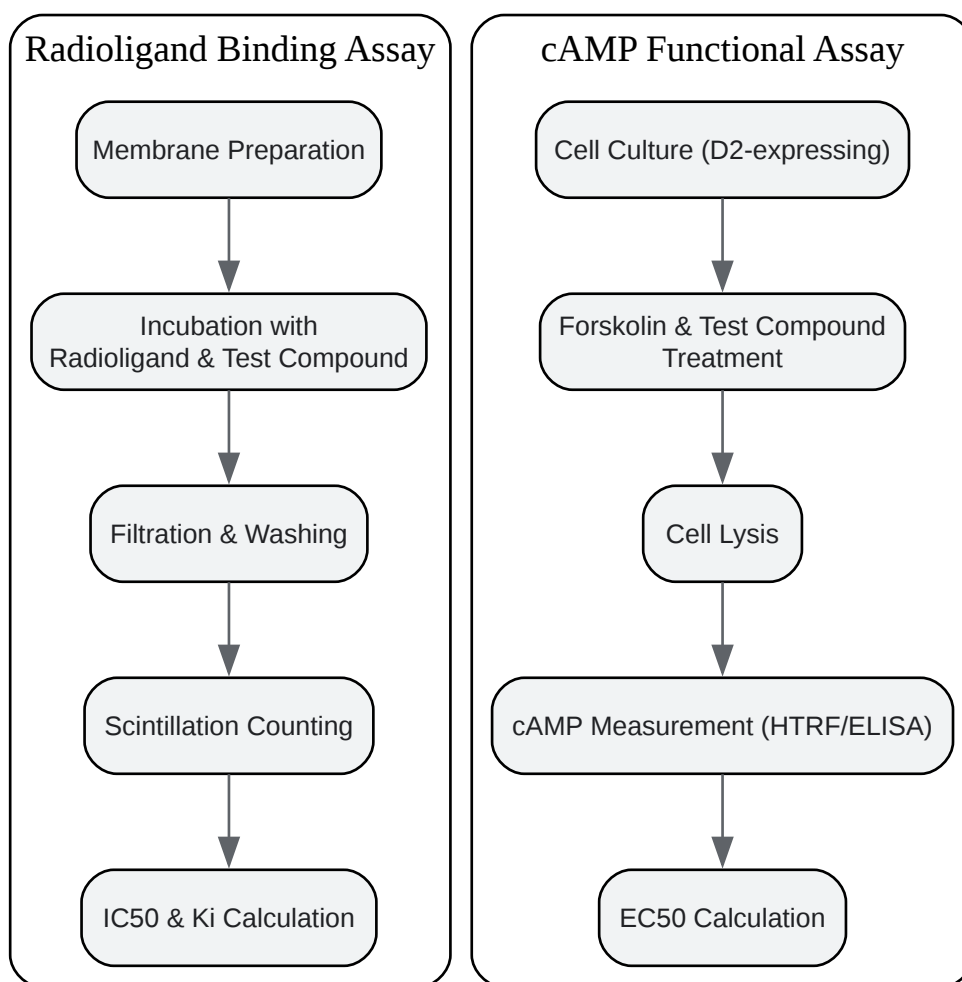 Radioligand Binding Assay
Membrane Preparation
Incubation with
Radioligand & Test Compound
Filtration & Washing
Scintillation Counting
IC50 & Ki Calculation
cAMP Functional Assay
Cell Culture (D2-expressing)
Forskolin & Test Compound
Treatment
Cell Lysis
cAMP Measurement (HTRF/ELISA)
EC50 Calculation